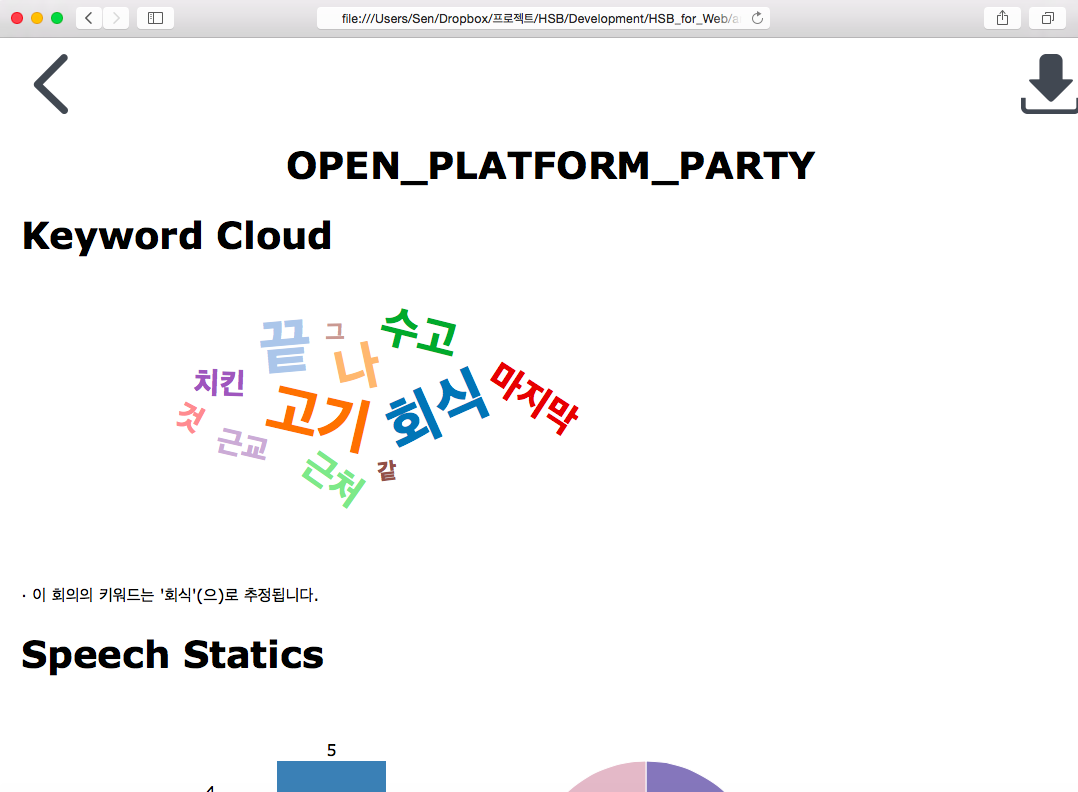 file:///Users/Sen/Dropbox/프로젝트/HSB/Development/HSB_for_Web/a
OPEN_PLATFORM_PARTY
Keyword Cloud
끝
그
수고
나
치킨
마지막
것
고기
회식
근교
근처
같
· 이 회의의 키워드는 '회식'(으)로 추정됩니다.
Speech Statics
5
4